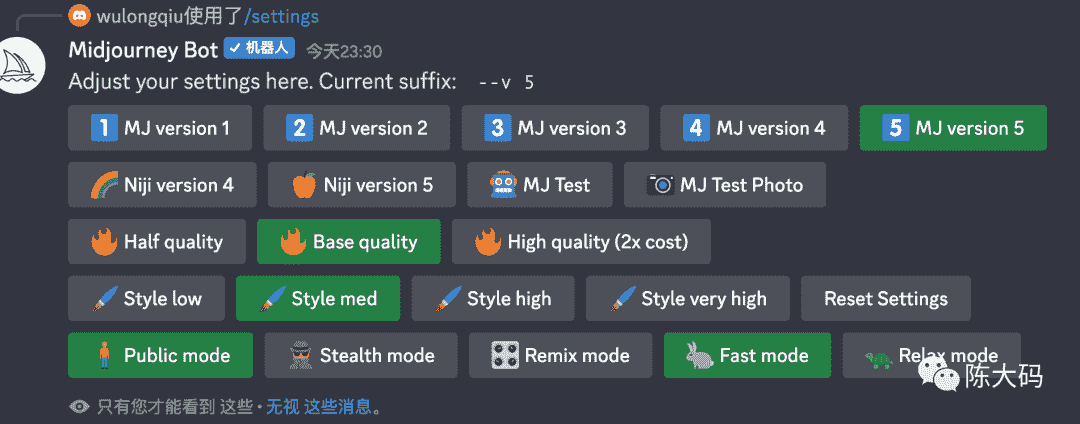 wulongqiu使用了/settings
Midjourney Bot ✓ 机器人 今天23:30
Adjust your settings here. Current suffix: --v 5
1 MJ version 1 2 MJ version 2 3 MJ version 3 4 MJ version 4 5 MJ version 5
Niji version 4 Niji version 5 MJ Test MJ Test Photo
Half quality Base quality High quality (2x cost)
Style low Style med Style high Style very high Reset Settings
Public mode Stealth mode Remix mode Fast mode Relax mode
陈大码
只有您才能看到 这些 · 无视 这些消息。